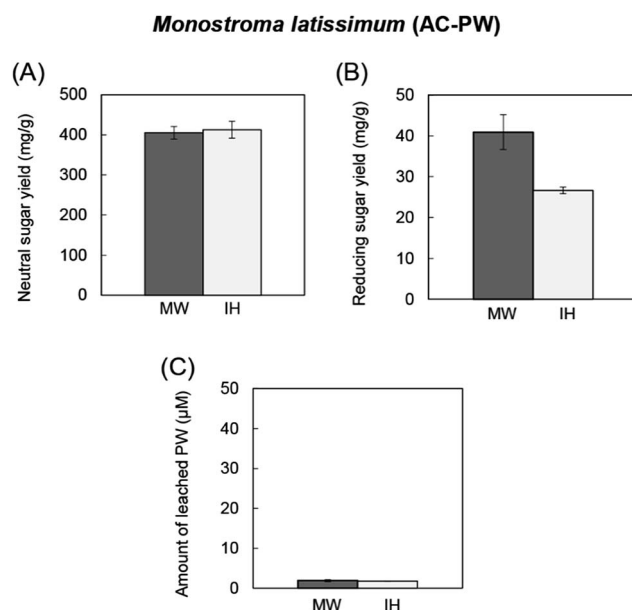 Monostroma latissimum (AC-PW)
(A)
Neutral sugar yield (mg/g)
500
400
300
200
100
0
MW IH
(B)
Reducing sugar yield (mg/g)
50
40
30
20
10
0
MW IH
(C)
Amount of leached PW (μM)
50
40
30
20
10
0
MW IH